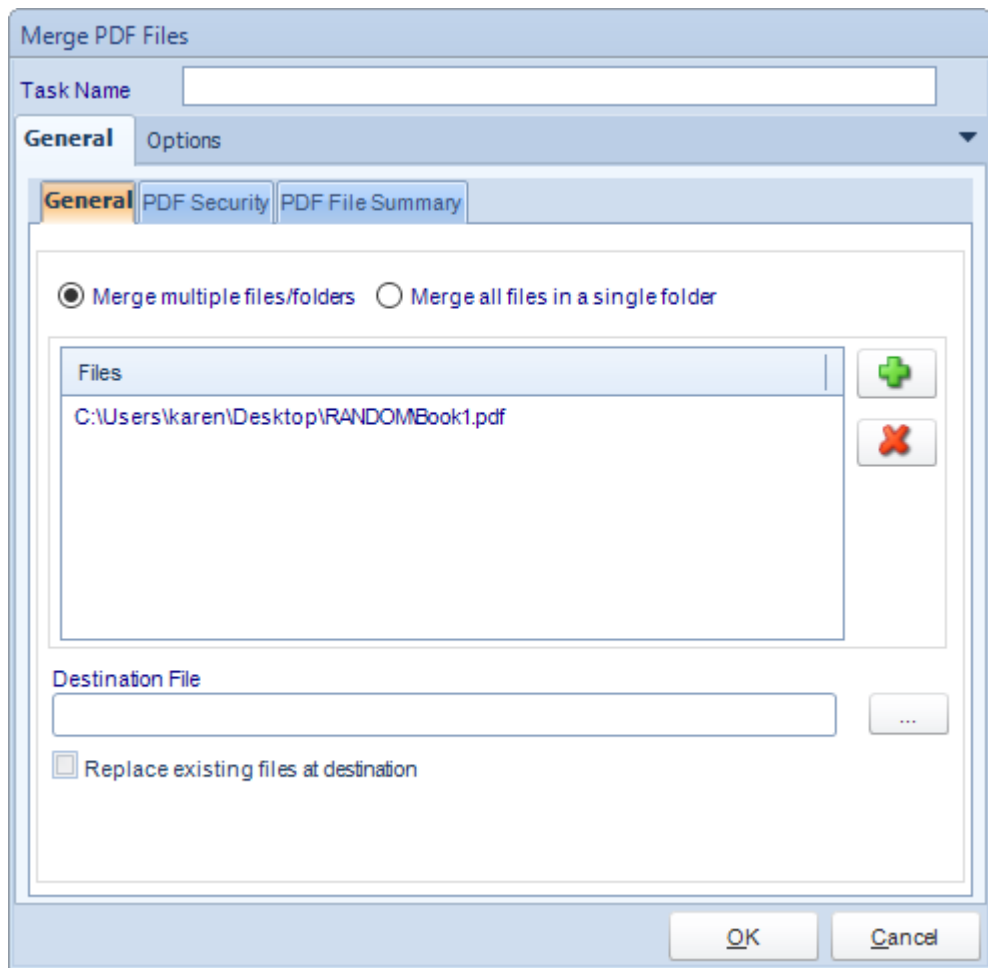 Merge PDF Files
Task Name
General Options
General PDF Security PDF File Summary
Merge multiple files/folders Merge all files in a single folder
Files
C:\Users\karen\Desktop\RANDOM\Book1.pdf
Destination File
...
Replace existing files at destination
OK Cancel